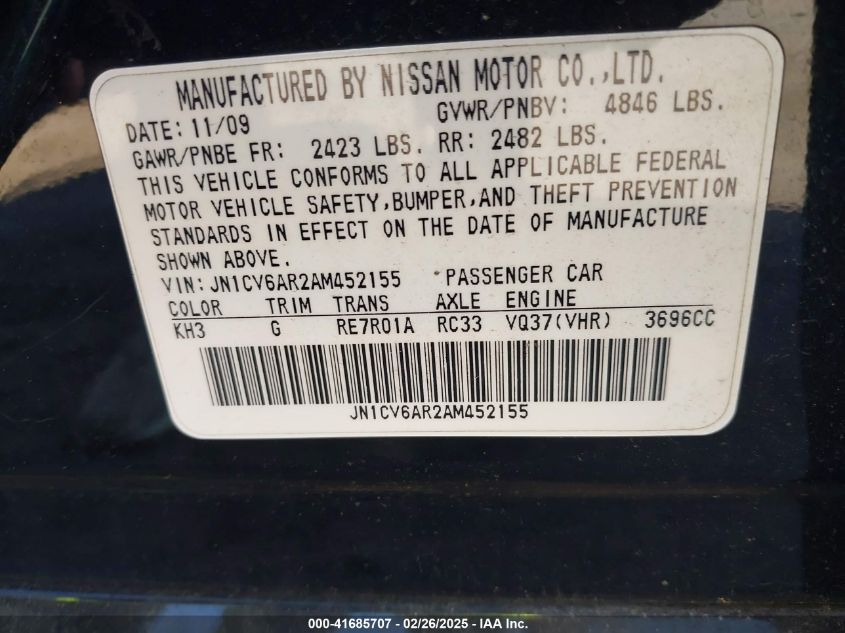 MANUFACTURED BY NISSAN MOTOR CO.,LTD.
DATE: 11/09 GVWR/PNBV: 4846 LBS.
GAWR/PNBE FR: 2423 LBS. RR: 2482 LBS.
THIS VEHICLE CONFORMS TO ALL APPLICABLE FEDERAL
MOTOR VEHICLE SAFETY,BUMPER,AND THEFT PREVENTION
STANDARDS IN EFFECT ON THE DATE OF MANUFACTURE
SHOWN ABOVE.
VIN: JN1CV6AR2AM452155 PASSENGER CAR
COLOR TRIM TRANS AXLE ENGINE
KH3 G RE7R01A RC33 VQ37(VHR) 3696CC
JN1CV6AR2AM452155
000-41685707 - 02/26/2025 - IAA Inc.